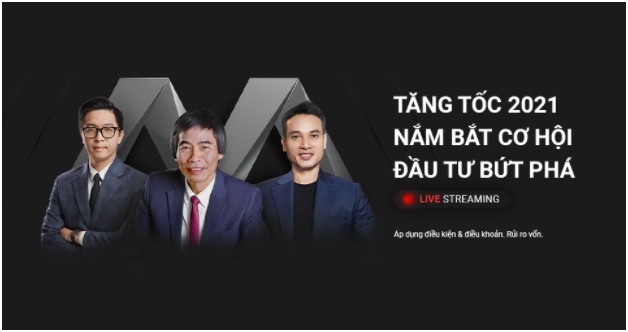 TĂNG TỐC 2021
NẮM BẮT CƠ HỘI
ĐẦU TƯ BỨT PHÁ
LIVE STREAMING
Áp dụng điều kiện & điều khoản. Rủi ro vốn.